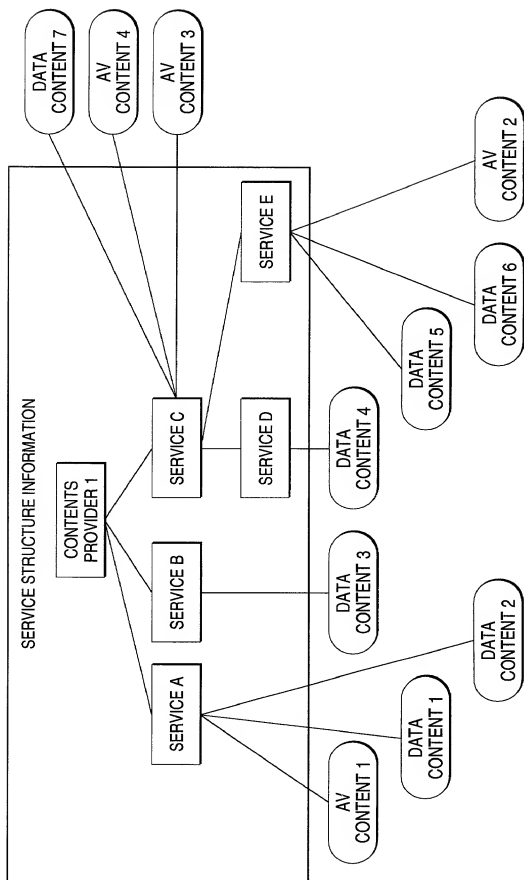 SERVICE STRUCTURE INFORMATION
CONTENTS
PROVIDER 1
SERVICE A
SERVICE B
SERVICE C
SERVICE D
SERVICE E
AV
CONTENT 1
DATA
CONTENT 1
DATA
CONTENT 2
DATA
CONTENT 3
DATA
CONTENT 4
DATA
CONTENT 5
DATA
CONTENT 6
AV
CONTENT 2
AV
CONTENT 3
AV
CONTENT 4
DATA
CONTENT 7